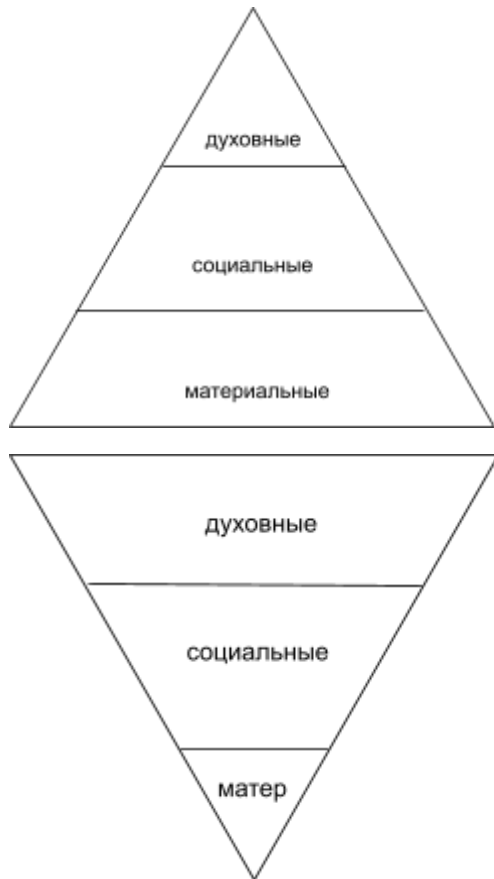 духовные
социальные
материальные
духовные
социальные
матер